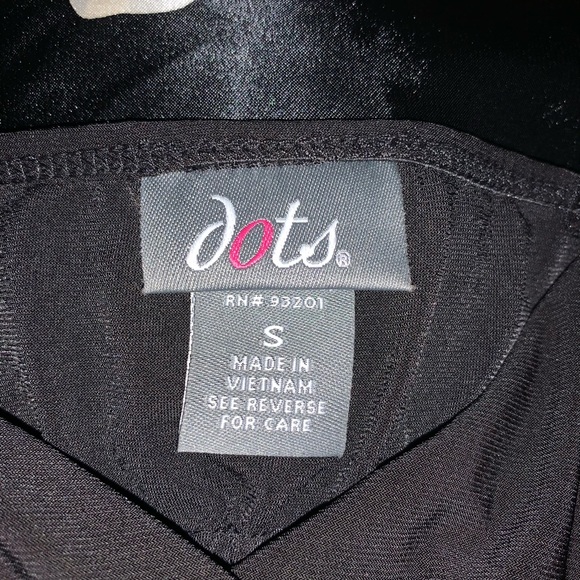 dots®
RN# 93201
S
MADE IN
VIETNAM
SEE REVERSE
FOR CARE